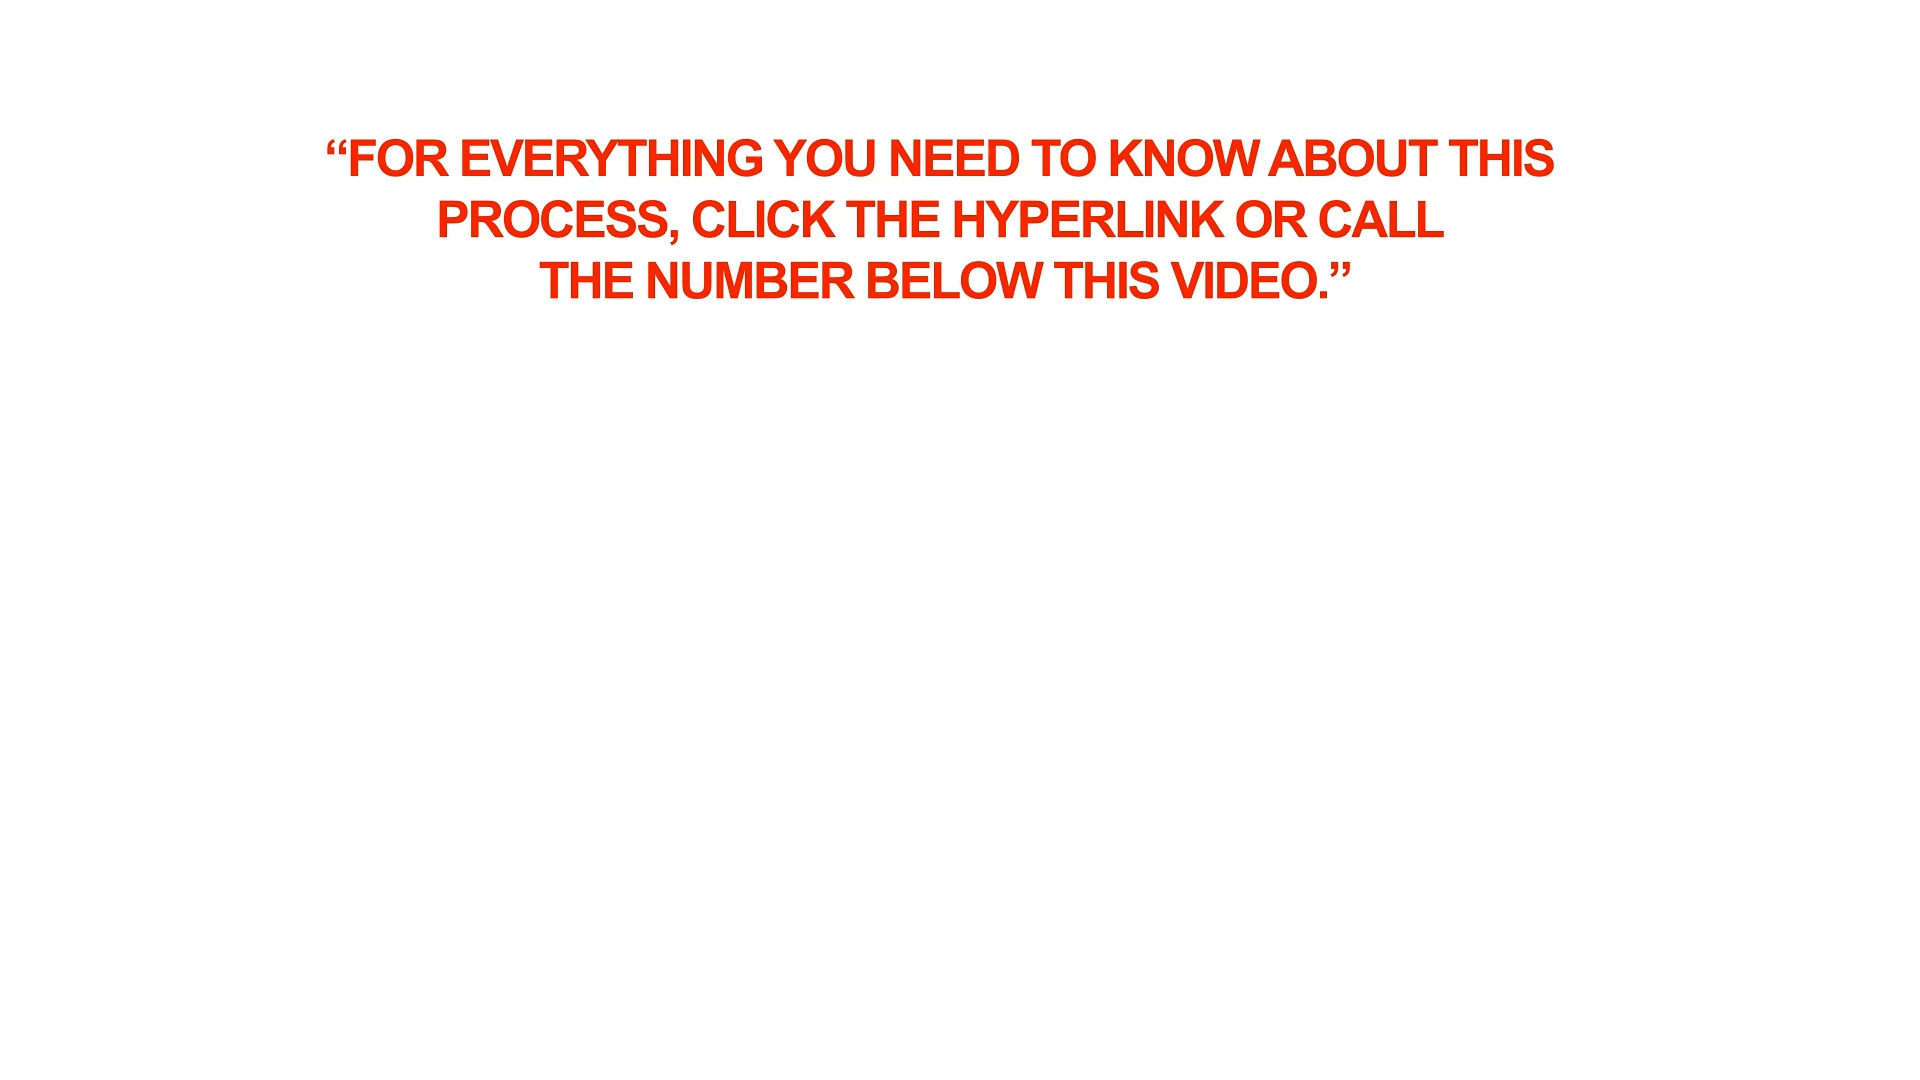 “FOR EVERYTHING YOU NEED TO KNOW ABOUT THIS
PROCESS, CLICK THE HYPERLINK OR CALL
THE NUMBER BELOW THIS VIDEO.”